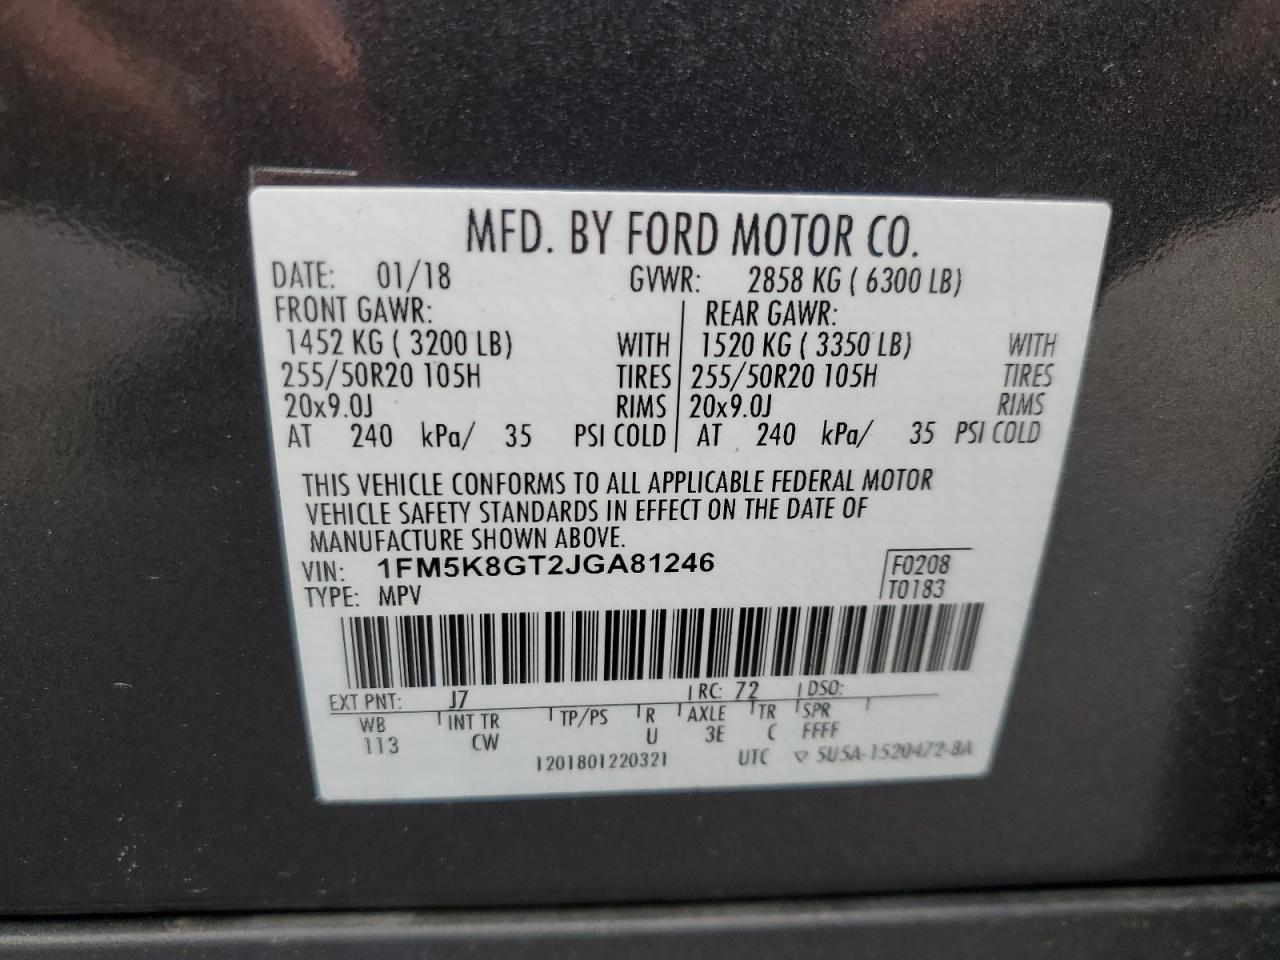 MFD. BY FORD MOTOR CO.
DATE: 01/18 GVWR: 2858 KG ( 6300 LB)
FRONT GAWR: REAR GAWR:
1452 KG ( 3200 LB) WITH 1520 KG ( 3350 LB) WITH
255/50R20 105H TIRES 255/50R20 105H TIRES
20x9.0J RIMS 20x9.0J RIMS
AT 240 kPa/ 35 PSI COLD AT 240 kPa/ 35 PSI COLD
THIS VEHICLE CONFORMS TO ALL APPLICABLE FEDERAL MOTOR
VEHICLE SAFETY STANDARDS IN EFFECT ON THE DATE OF
MANUFACTURE SHOWN ABOVE.
VIN: 1FM5K8GT2JGA81246 F0208
TYPE: MPV T0183
EXT PNT: J7 RC: 72 DSO:
WB INT TR TP/PS R AXLE TR SPR
113 CW U 3E C FFFF
1201801220321 UTC ▽ 5U5A-1520472-BA